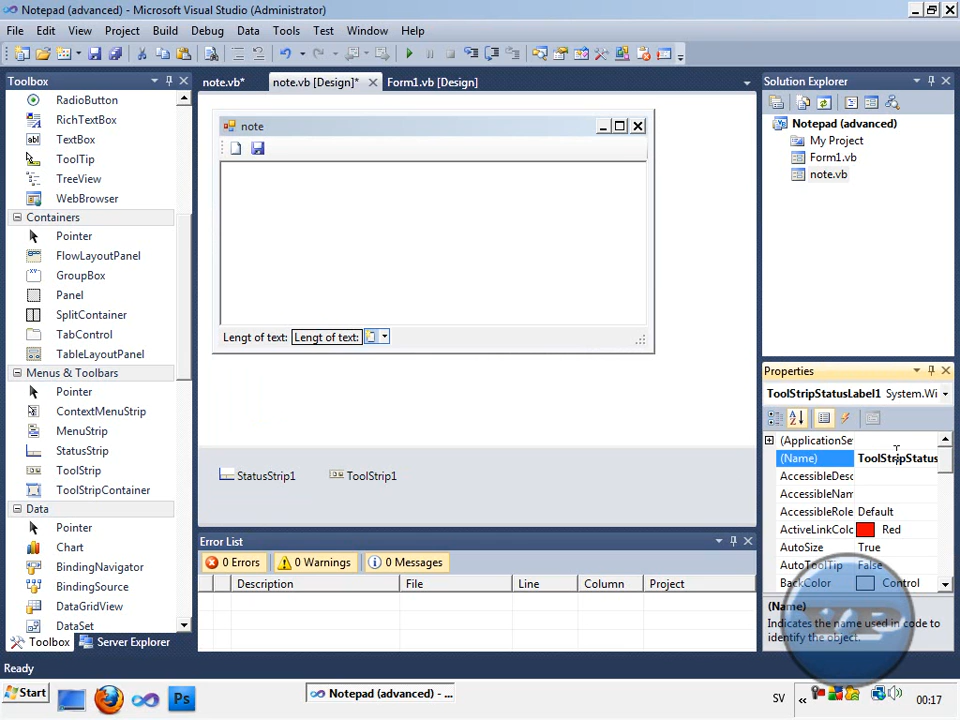 Notepad (advanced) - Microsoft Visual Studio (Administrator)
File Edit View Project Build Debug Data Tools Test Window Help
Toolbox
note.vb* note.vb [Design]* Form1.vb [Design]
Solution Explorer
RadioButton
RichTextBox
TextBox
ToolTip
TreeView
WebBrowser
Containers
Pointer
FlowLayoutPanel
GroupBox
Panel
SplitContainer
TabControl
TableLayoutPanel
Menus & Toolbars
Pointer
ContextMenuStrip
MenuStrip
StatusStrip
ToolStrip
ToolStripContainer
Data
Pointer
Chart
BindingNavigator
BindingSource
DataGridView
DataSet
Toolbox Server Explorer
note
Lengt of text: Lengt of text:
StatusStrip1 ToolStrip1
Error List
0 Errors 0 Warnings 0 Messages
Description File Line Column Project
Notepad (advanced)
My Project
Form1.vb
note.vb
Properties
ToolStripStatusLabel1 System.Wi
(ApplicationSe
(Name) ToolStripStatus
AccessibleDesc
AccessibleNam
AccessibleRole Default
ActiveLinkColc Red
AutoSize True
AutoToolTip False
BackColor Control
(Name)
Indicates the name used in code to
identify the object.
Ready
Start
Notepad (advanced) - ...
SV
00:17